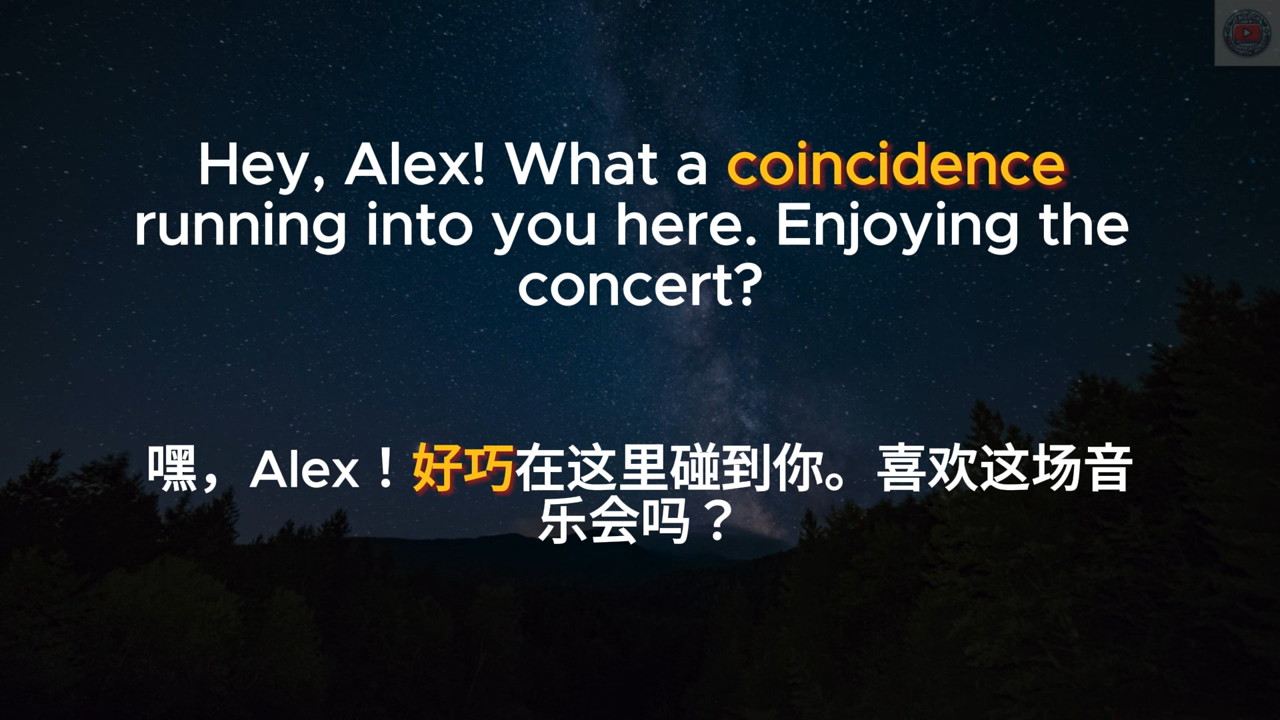 Hey, Alex! What a coincidence
running into you here. Enjoying the
concert?
嘿，Alex！好巧在这里碰到你。喜欢这场音
乐会吗？